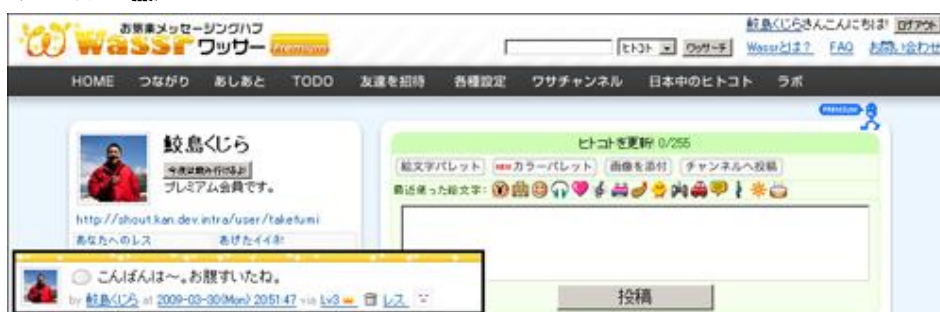 お気楽メッセージングハブ
Wassr ワッサー premium
鮫島くじらさんこんにちは! ログアウト
ヒトコト ワッサーチ Wassrとは? FAQ お問い合わせ
HOME つながり あしあと TODO 友達を招待 各種設定 ワサチャンネル 日本中のヒトコト ラボ
PREMIUM
鮫島くじら
プレミアム会員です。
http://shout.kan.dev.intra/user/takefumi
あなたへのレス あげたイイネ!
ヒトコトを更新! 0/255
絵文字パレット NEW カラーパレット 画像を添付 チャンネルへ投稿
最近使った絵文字:
投稿
こんばんは〜。お腹すいたね。
by 鮫島くじら at 2009-03-30(Mon) 20:51:47 via Lv3 レス